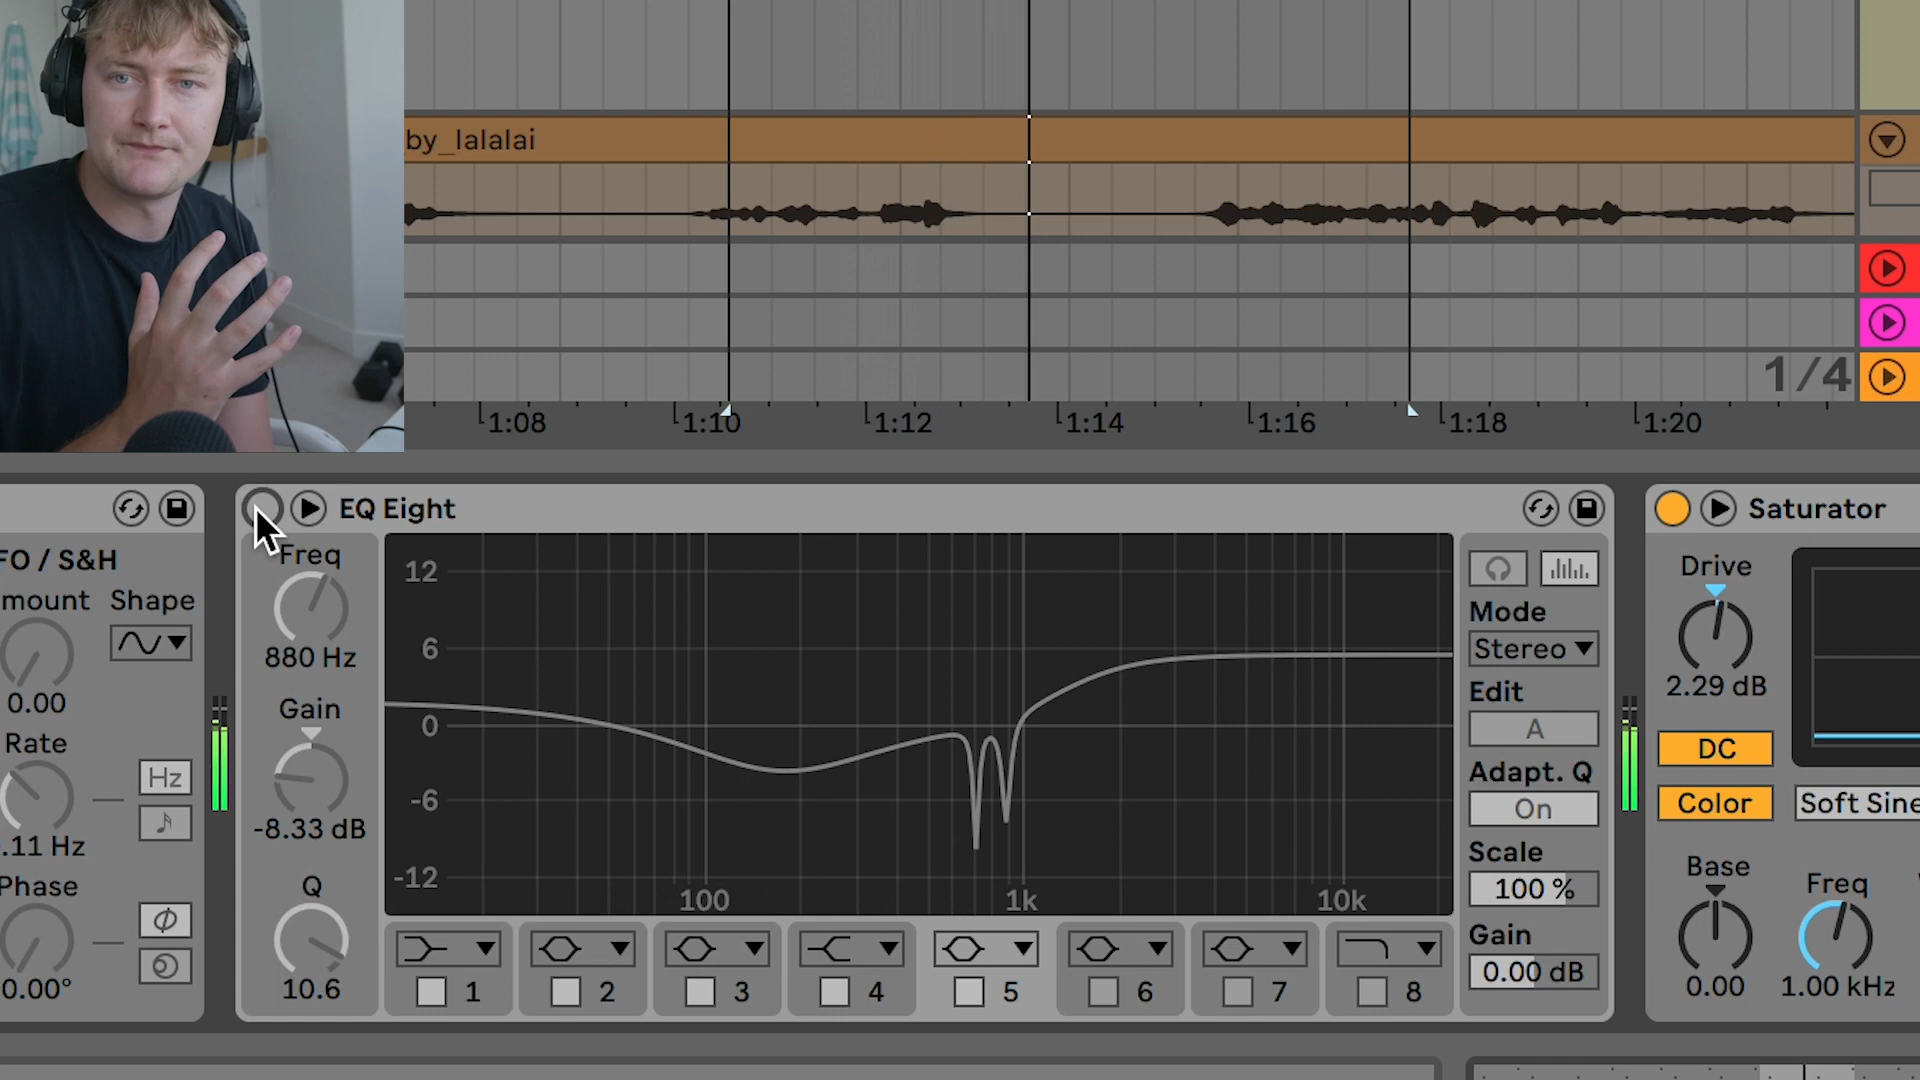 by_lalalai
1/4
1:08
1:10
1:12
1:14
1:16
1:18
1:20
FO / S&H
mount
Shape
0.00
Rate
Hz
.11 Hz
Phase
0.00°
EQ Eight
Freq
880 Hz
Gain
-8.33 dB
Q
10.6
12
6
0
-6
-12
100
1k
10k
1
2
3
4
5
6
7
8
Mode
Stereo
Edit
A
Adapt. Q
On
Scale
100 %
Gain
0.00 dB
Saturator
Drive
2.29 dB
DC
Color
Soft Sine
Base
Freq
0.00
1.00 kHz